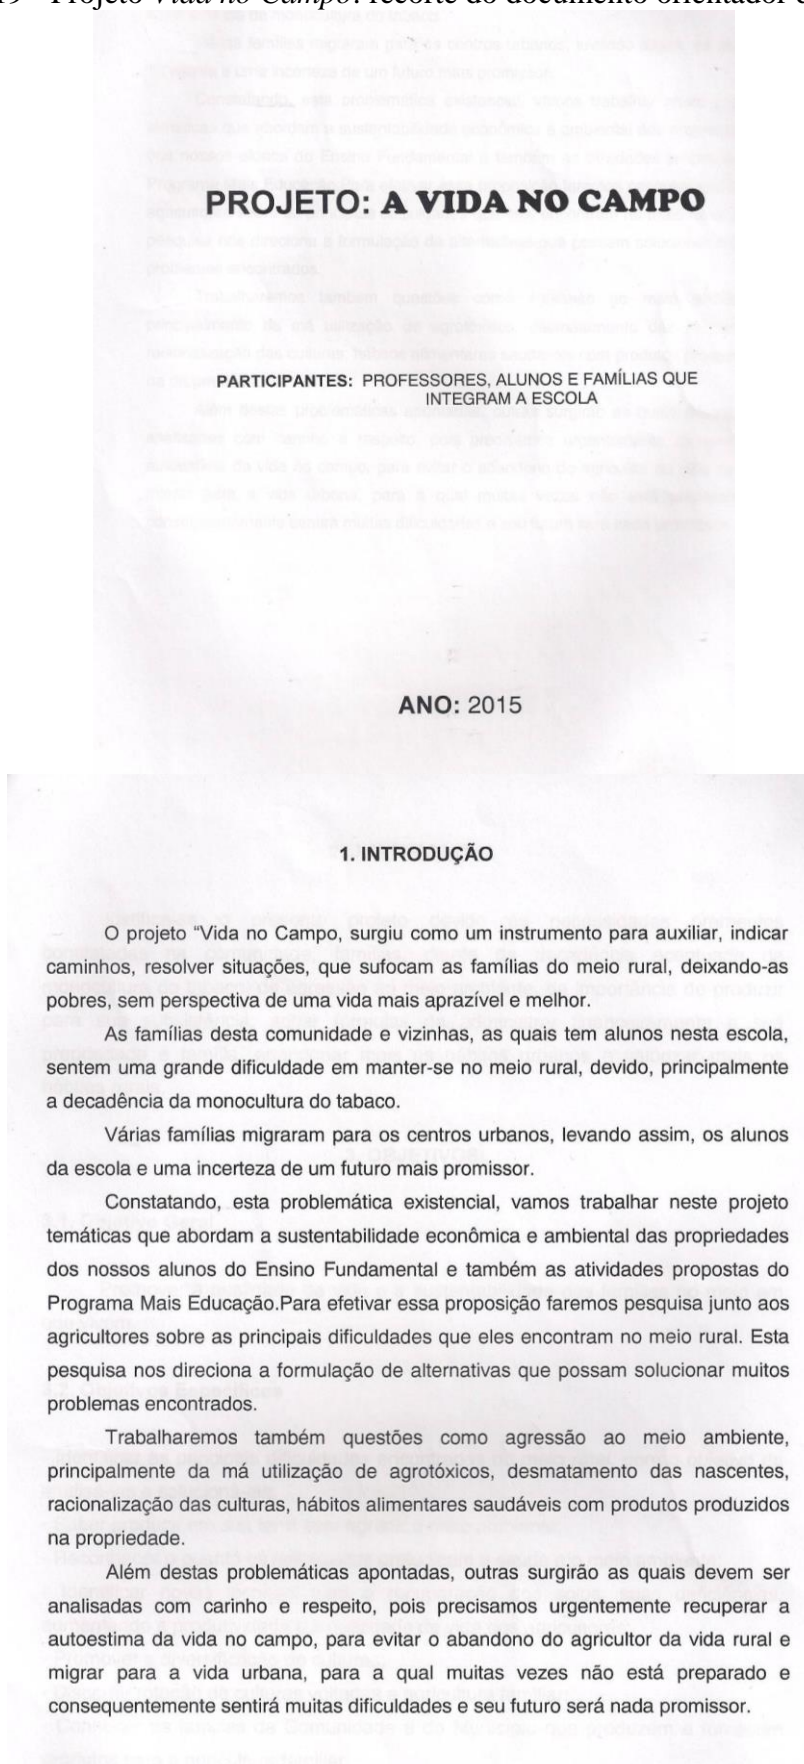 Projeto Vida no Campo: recorte do documento orientador
PROJETO: A VIDA NO CAMPO
PARTICIPANTES: PROFESSORES, ALUNOS E FAMÍLIAS QUE
INTEGRAM A ESCOLA
ANO: 2015
1. INTRODUÇÃO
O projeto “Vida no Campo, surgiu como um instrumento para auxiliar, indicar
caminhos, resolver situações, que sufocam as famílias do meio rural, deixando-as
pobres, sem perspectiva de uma vida mais aprazível e melhor.
As famílias desta comunidade e vizinhas, as quais tem alunos nesta escola,
sentem uma grande dificuldade em manter-se no meio rural, devido, principalmente
a decadência da monocultura do tabaco.
Várias famílias migraram para os centros urbanos, levando assim, os alunos
da escola e uma incerteza de um futuro mais promissor.
Constatando, esta problemática existencial, vamos trabalhar neste projeto
temáticas que abordam a sustentabilidade econômica e ambiental das propriedades
dos nossos alunos do Ensino Fundamental e também as atividades propostas do
Programa Mais Educação.Para efetivar essa proposição faremos pesquisa junto aos
agricultores sobre as principais dificuldades que eles encontram no meio rural. Esta
pesquisa nos direciona a formulação de alternativas que possam solucionar muitos
problemas encontrados.
Trabalharemos também questões como agressão ao meio ambiente,
principalmente da má utilização de agrotóxicos, desmatamento das nascentes,
racionalização das culturas, hábitos alimentares saudáveis com produtos produzidos
na propriedade.
Além destas problemáticas apontadas, outras surgirão as quais devem ser
analisadas com carinho e respeito, pois precisamos urgentemente recuperar a
autoestima da vida no campo, para evitar o abandono do agricultor da vida rural e
migrar para a vida urbana, para a qual muitas vezes não está preparado e
consequentemente sentirá muitas dificuldades e seu futuro será nada promissor.